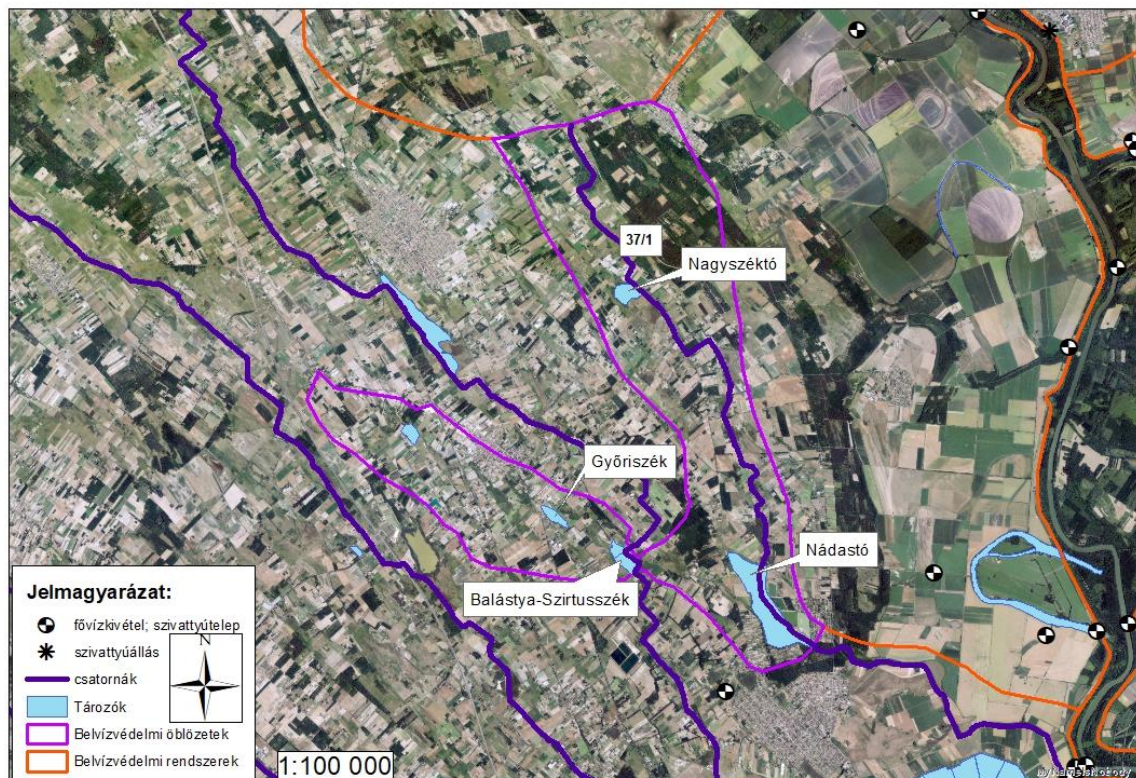 37/1
Nagyszéktó
Győriszék
Nádastó
Balástya-Szirtusszék
Jelmagyarázat:
fővízkivétel; szivattyútelep
szivattyúállás
csatornák
Tározók
Belvízvédelmi öblözetek
Belvízvédelmi rendszerek
N
1:100 000